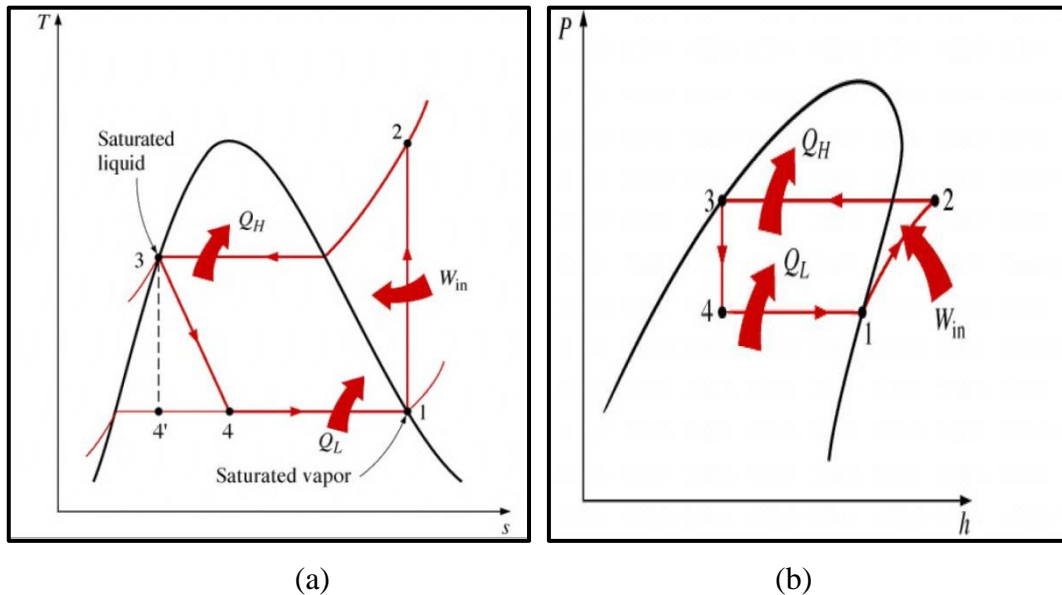 T
2
Saturated
liquid
Q_H
3
W_in
4'
4
1
Q_L
Saturated vapor
s
P
Q_H
3
2
Q_L
4
1
W_in
h
(a)
(b)